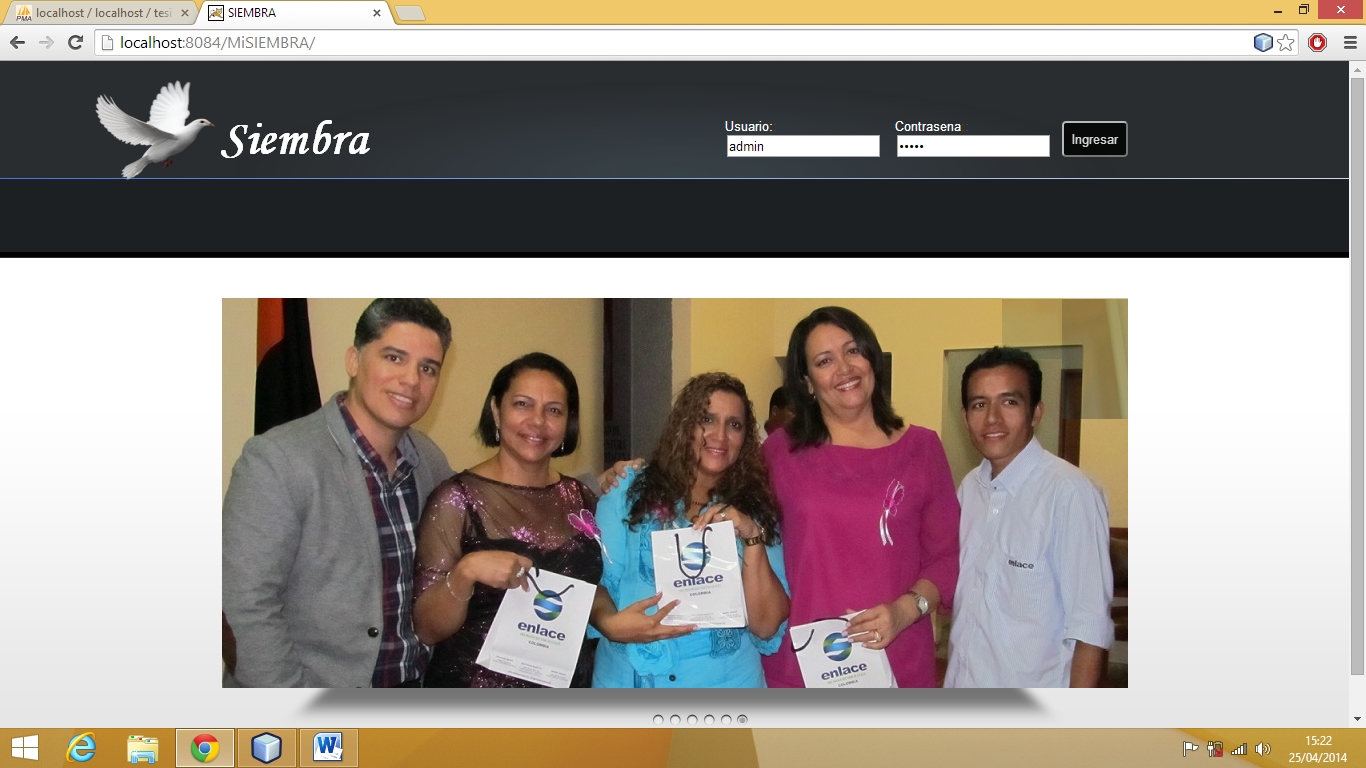 localhost / localhost / tesi
SIEMBRA
localhost:8084/MiSIEMBRA/
Siembra
Usuario:
Contrasena
admin
•••••
Ingresar
enlace
COLOMBIA
enlace
COLOMBIA
enlace
COLOMBIA
enlace
15:22
25/04/2014